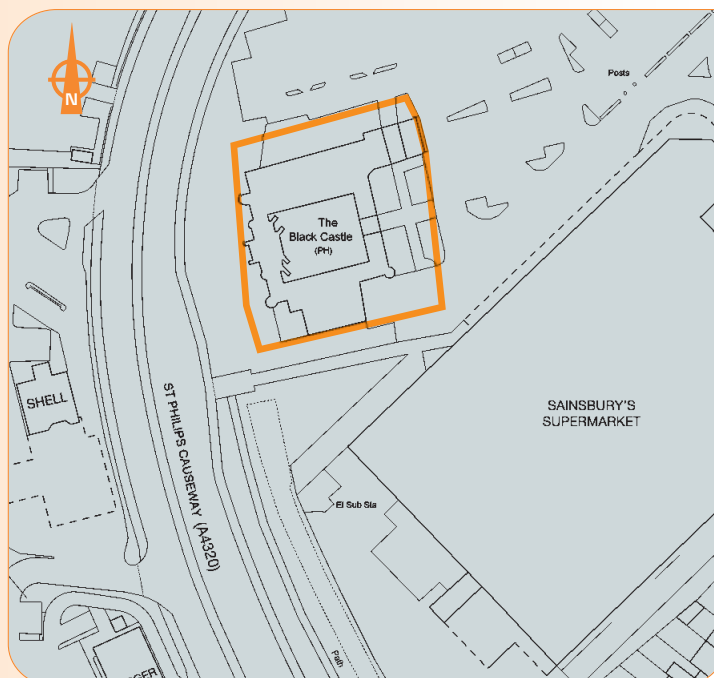 N
Posts
The
Black Castle
(PH)
SHELL
SAINSBURY'S
SUPERMARKET
ST PHILIPS CAUSEWAY (A4320)
El Sub Sta
Path